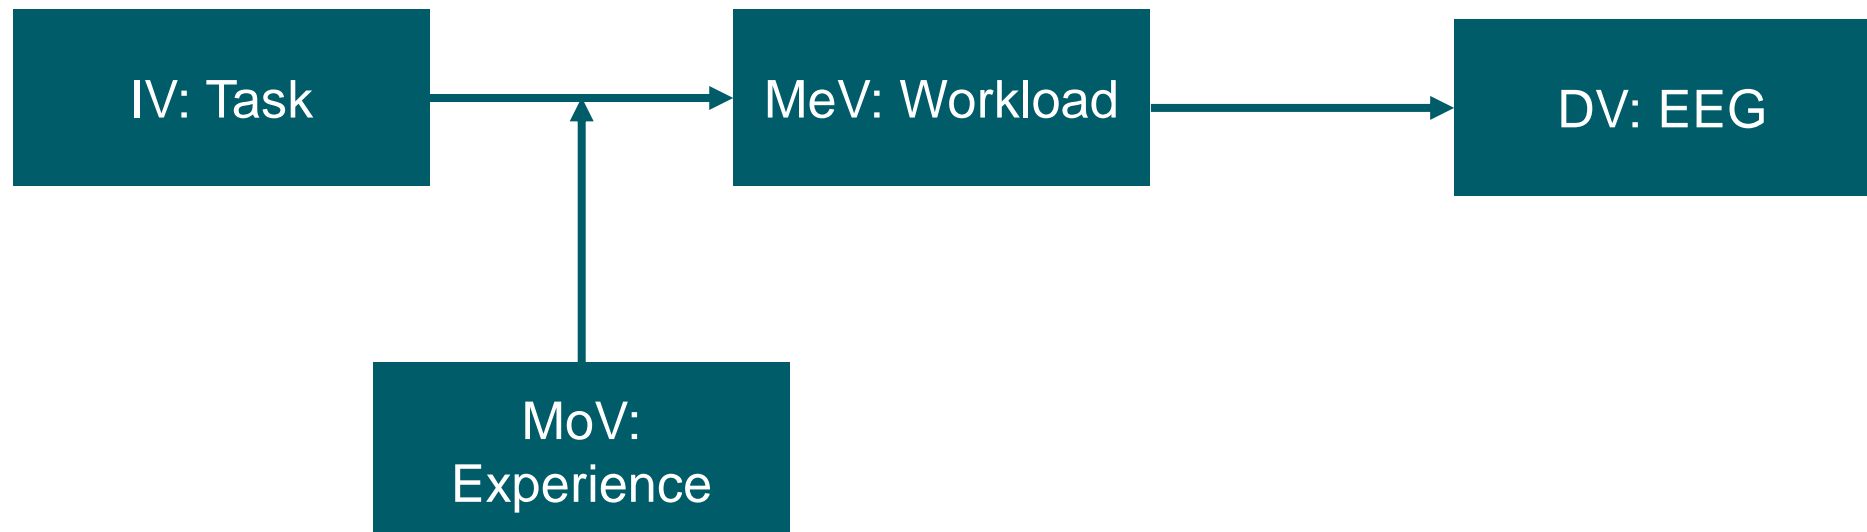 IV: Task
MeV: Workload
DV: EEG
MoV:
Experience